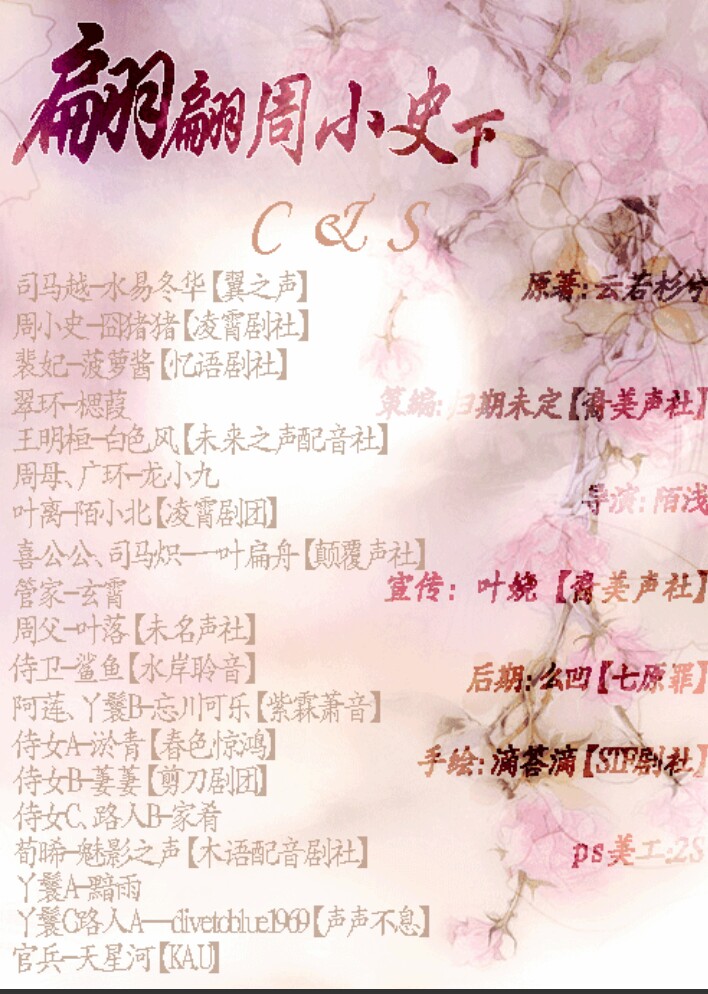 翩翩周小史下
C & S
司马越—水易冬华【翼之声】
周小史—囧猪猪【凌霄剧社】
裴妃—菠萝酱【忆语剧社】
翠环—楒葭
王明桓—白色风【未来之声配音社】
周母、广环—龙小九
叶离—陌小北【凌霄剧团】
喜公公、司马炽——叶扁舟【颠覆声社】
管家—玄霄
周父—叶落【未名声社】
侍卫—鲨鱼【水岸聆音】
阿莲、丫鬟B—忘川可乐【紫霖萧音】
侍女A—淤青【春色惊鸿】
侍女B—萋萋【剪刀剧团】
侍女C、路人B—家肴
荀晞—魅影之声【木语配音剧社】
丫鬟A—黯雨
丫鬟C路人A—divetoblue1969【声声不息】
官兵—天星河【KAU】
原著：云若杉兮
策编：归期未定【裔美声社】
导演：陌浅
宣传：叶娆【裔美声社】
后期：么凹【七原罪】
手绘：滴荅滴【STF剧社】
ps美工：2S